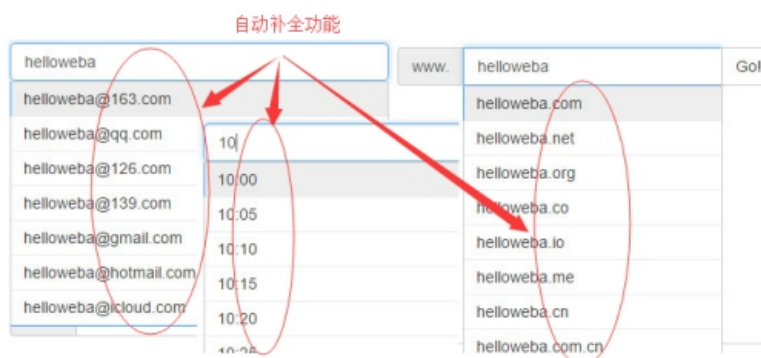 自动补全功能
helloweba
helloweba@163.com
helloweba@qq.com
helloweba@126.com
helloweba@139.com
helloweba@gmail.com
helloweba@hotmail.com
helloweba@icloud.com
10
10:00
10:05
10:10
10:15
10:20
10:25
www. helloweba Go!
helloweba.com
helloweba.net
helloweba.org
helloweba.co
helloweba.io
helloweba.me
helloweba.cn
helloweba.com.cn